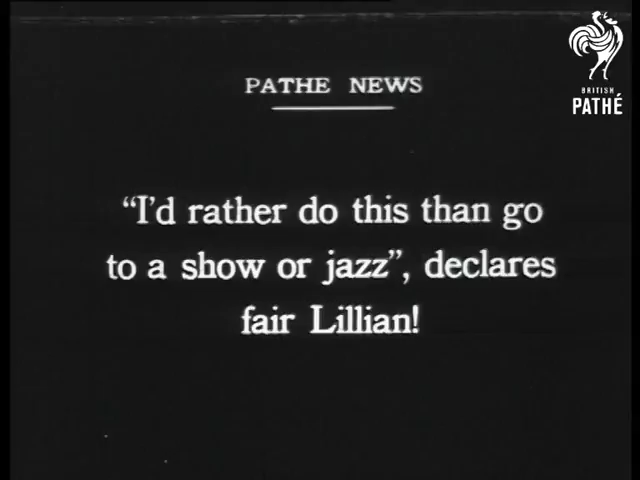 PATHE NEWS
BRITISH
PATHÉ
“I’d rather do this than go
to a show or jazz”, declares
fair Lillian!